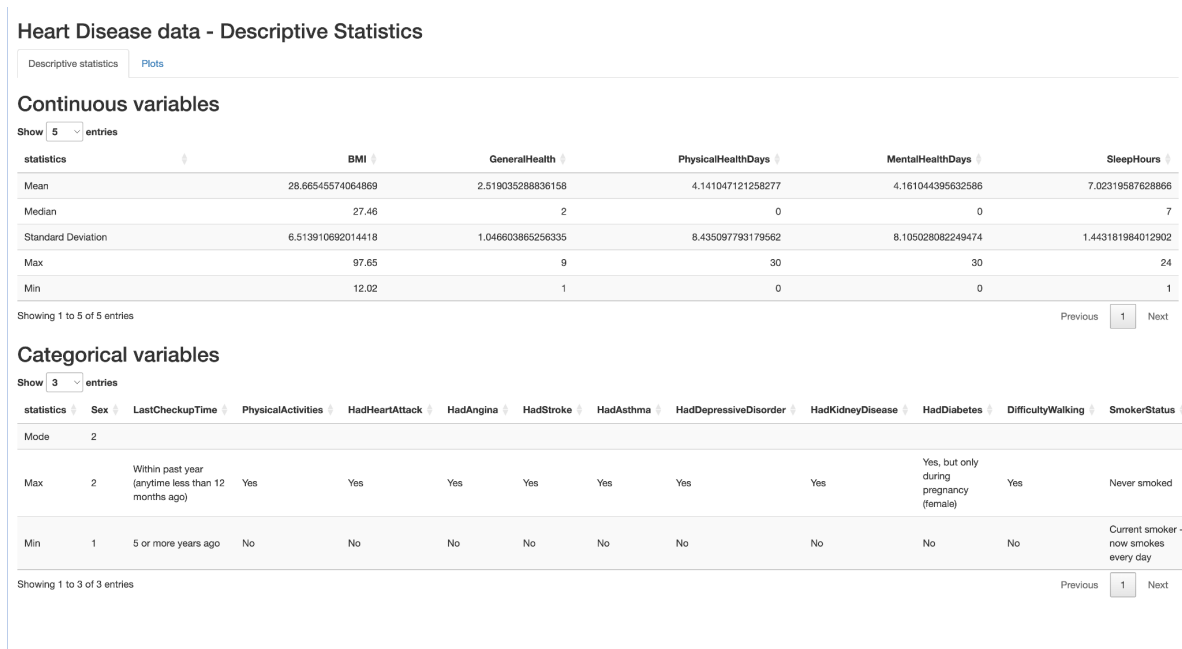 Heart Disease data - Descriptive Statistics
Descriptive statistics Plots
Continuous variables
Show 5 entries
statistics BMI GeneralHealth PhysicalHealthDays MentalHealthDays SleepHours
Mean 28.66545574064869 2.519035288836158 4.141047121258277 4.161044395632586 7.02319587628866
Median 27.46 2 0 0 7
Standard Deviation 6.513910692014418 1.046603865256335 8.435097793179562 8.105028082249474 1.443181984012902
Max 97.65 9 30 30 24
Min 12.02 1 0 0 1
Showing 1 to 5 of 5 entries Previous 1 Next
Categorical variables
Show 3 entries
statistics Sex LastCheckupTime PhysicalActivities HadHeartAttack HadAngina HadStroke HadAsthma HadDepressiveDisorder HadKidneyDisease HadDiabetes DifficultyWalking SmokerStatus
Mode 2
Max 2 Within past year (anytime less than 12 months ago) Yes Yes Yes Yes Yes Yes Yes Yes, but only during pregnancy (female) Yes Never smoked
Min 1 5 or more years ago No No No No No No No No No Current smoker - now smokes every day
Showing 1 to 3 of 3 entries Previous 1 Next